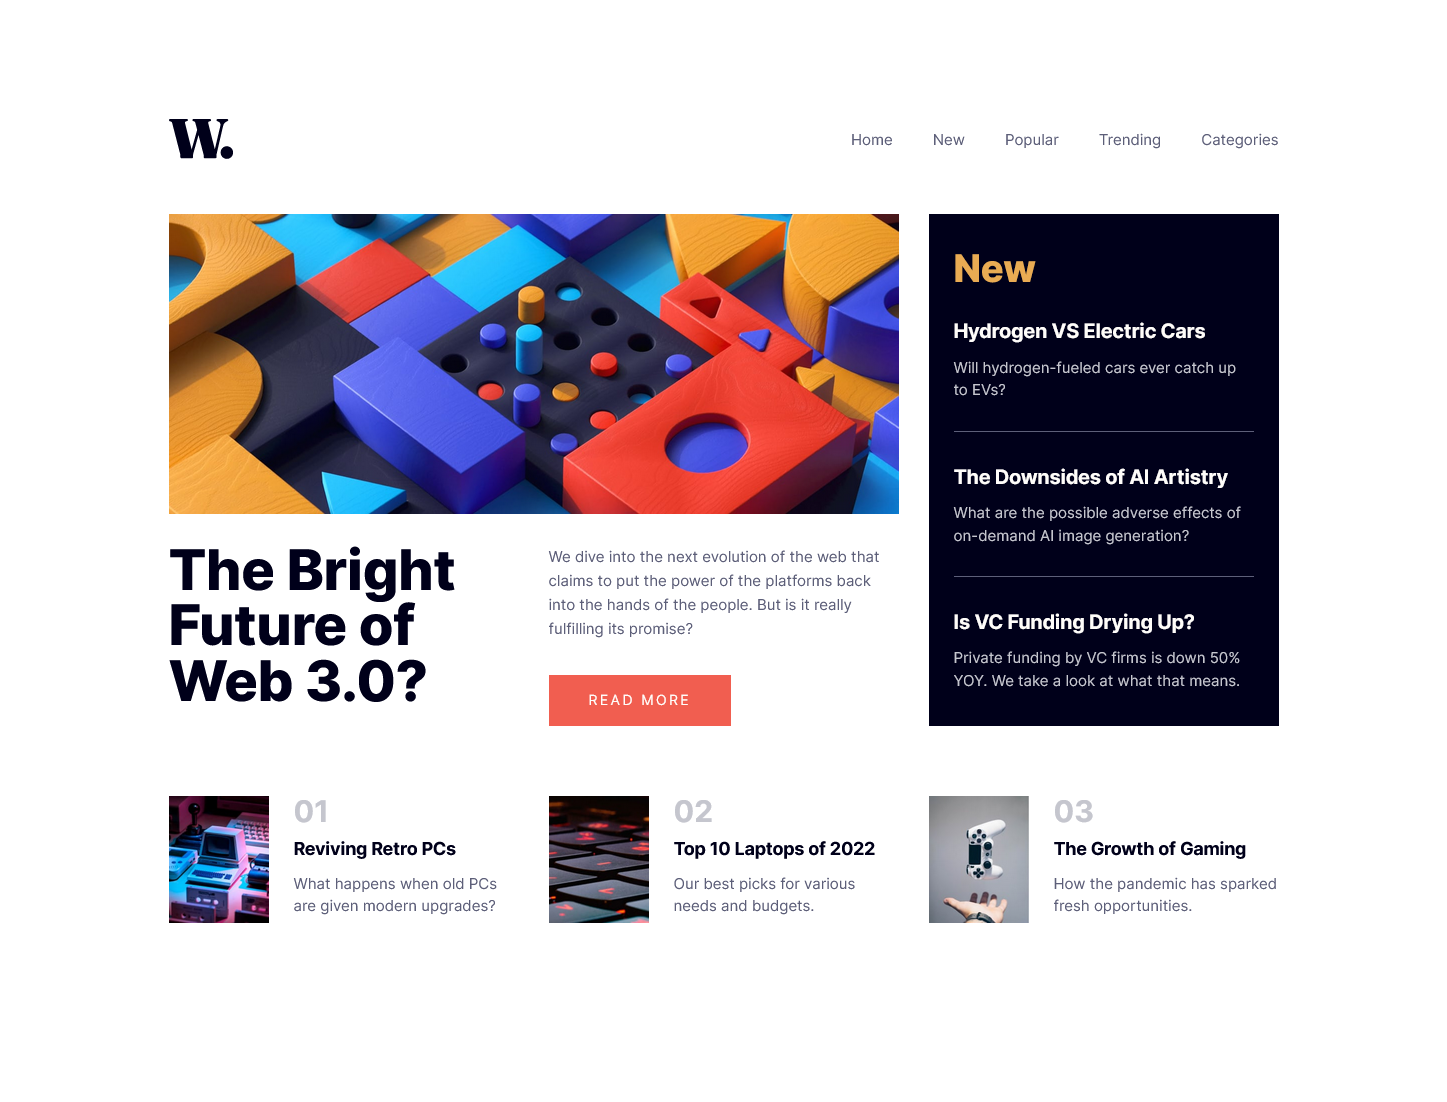 W.
Home
New
Popular
Trending
Categories
New
Hydrogen VS Electric Cars
Will hydrogen-fueled cars ever catch up
to EVs?
The Downsides of AI Artistry
What are the possible adverse effects of
on-demand AI image generation?
Is VC Funding Drying Up?
Private funding by VC firms is down 50%
YOY. We take a look at what that means.
The Bright
Future of
Web 3.0?
We dive into the next evolution of the web that
claims to put the power of the platforms back
into the hands of the people. But is it really
fulfilling its promise?
READ MORE
01
Reviving Retro PCs
What happens when old PCs
are given modern upgrades?
02
Top 10 Laptops of 2022
Our best picks for various
needs and budgets.
03
The Growth of Gaming
How the pandemic has sparked
fresh opportunities.